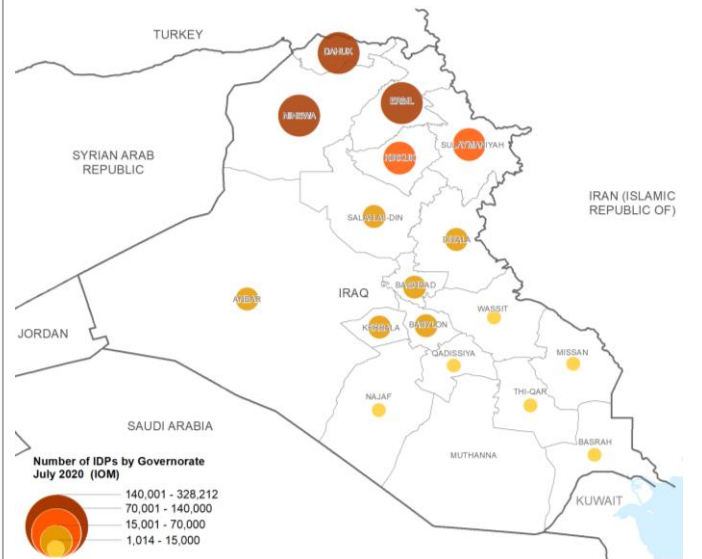 TURKEY
DAHUK
ERBIL
NINEWA
SULAYMANIYAH
KIRKUK
SYRIAN ARAB
REPUBLIC
IRAN (ISLAMIC
REPUBLIC OF)
SALAH AL-DIN
DIYALA
BAGHDAD
IRAQ
ANBAR
WASSIT
KERBALA
BABYLON
JORDAN
QADISSIYA
MISSAN
NAJAF
THI-QAR
SAUDI ARABIA
BASRAH
MUTHANNA
Number of IDPs by Governorate
July 2020 (IOM)
140,001 - 328,212
70,001 - 140,000
15,001 - 70,000
1,014 - 15,000
KUWAIT